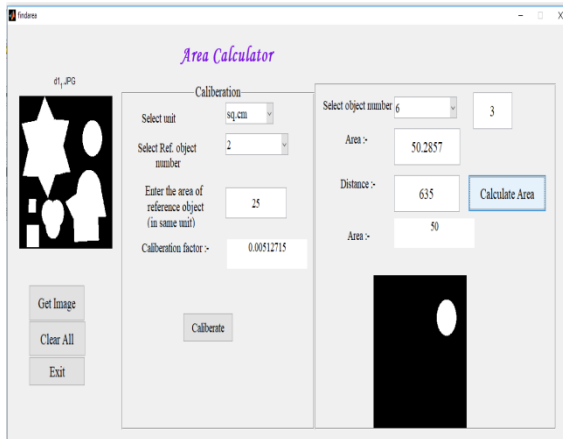 findarea
Area Calculator
d1, JPG
Caliberation
Select unit
sq.cm
Select Ref. object
number
2
Enter the area of
reference object
(in same unit)
25
Caliberation factor :-
0.00512715
Caliberate
Get Image
Clear All
Exit
Select object number
6
3
Area :-
50.2857
Distance :-
635
Calculate Area
Area :-
50